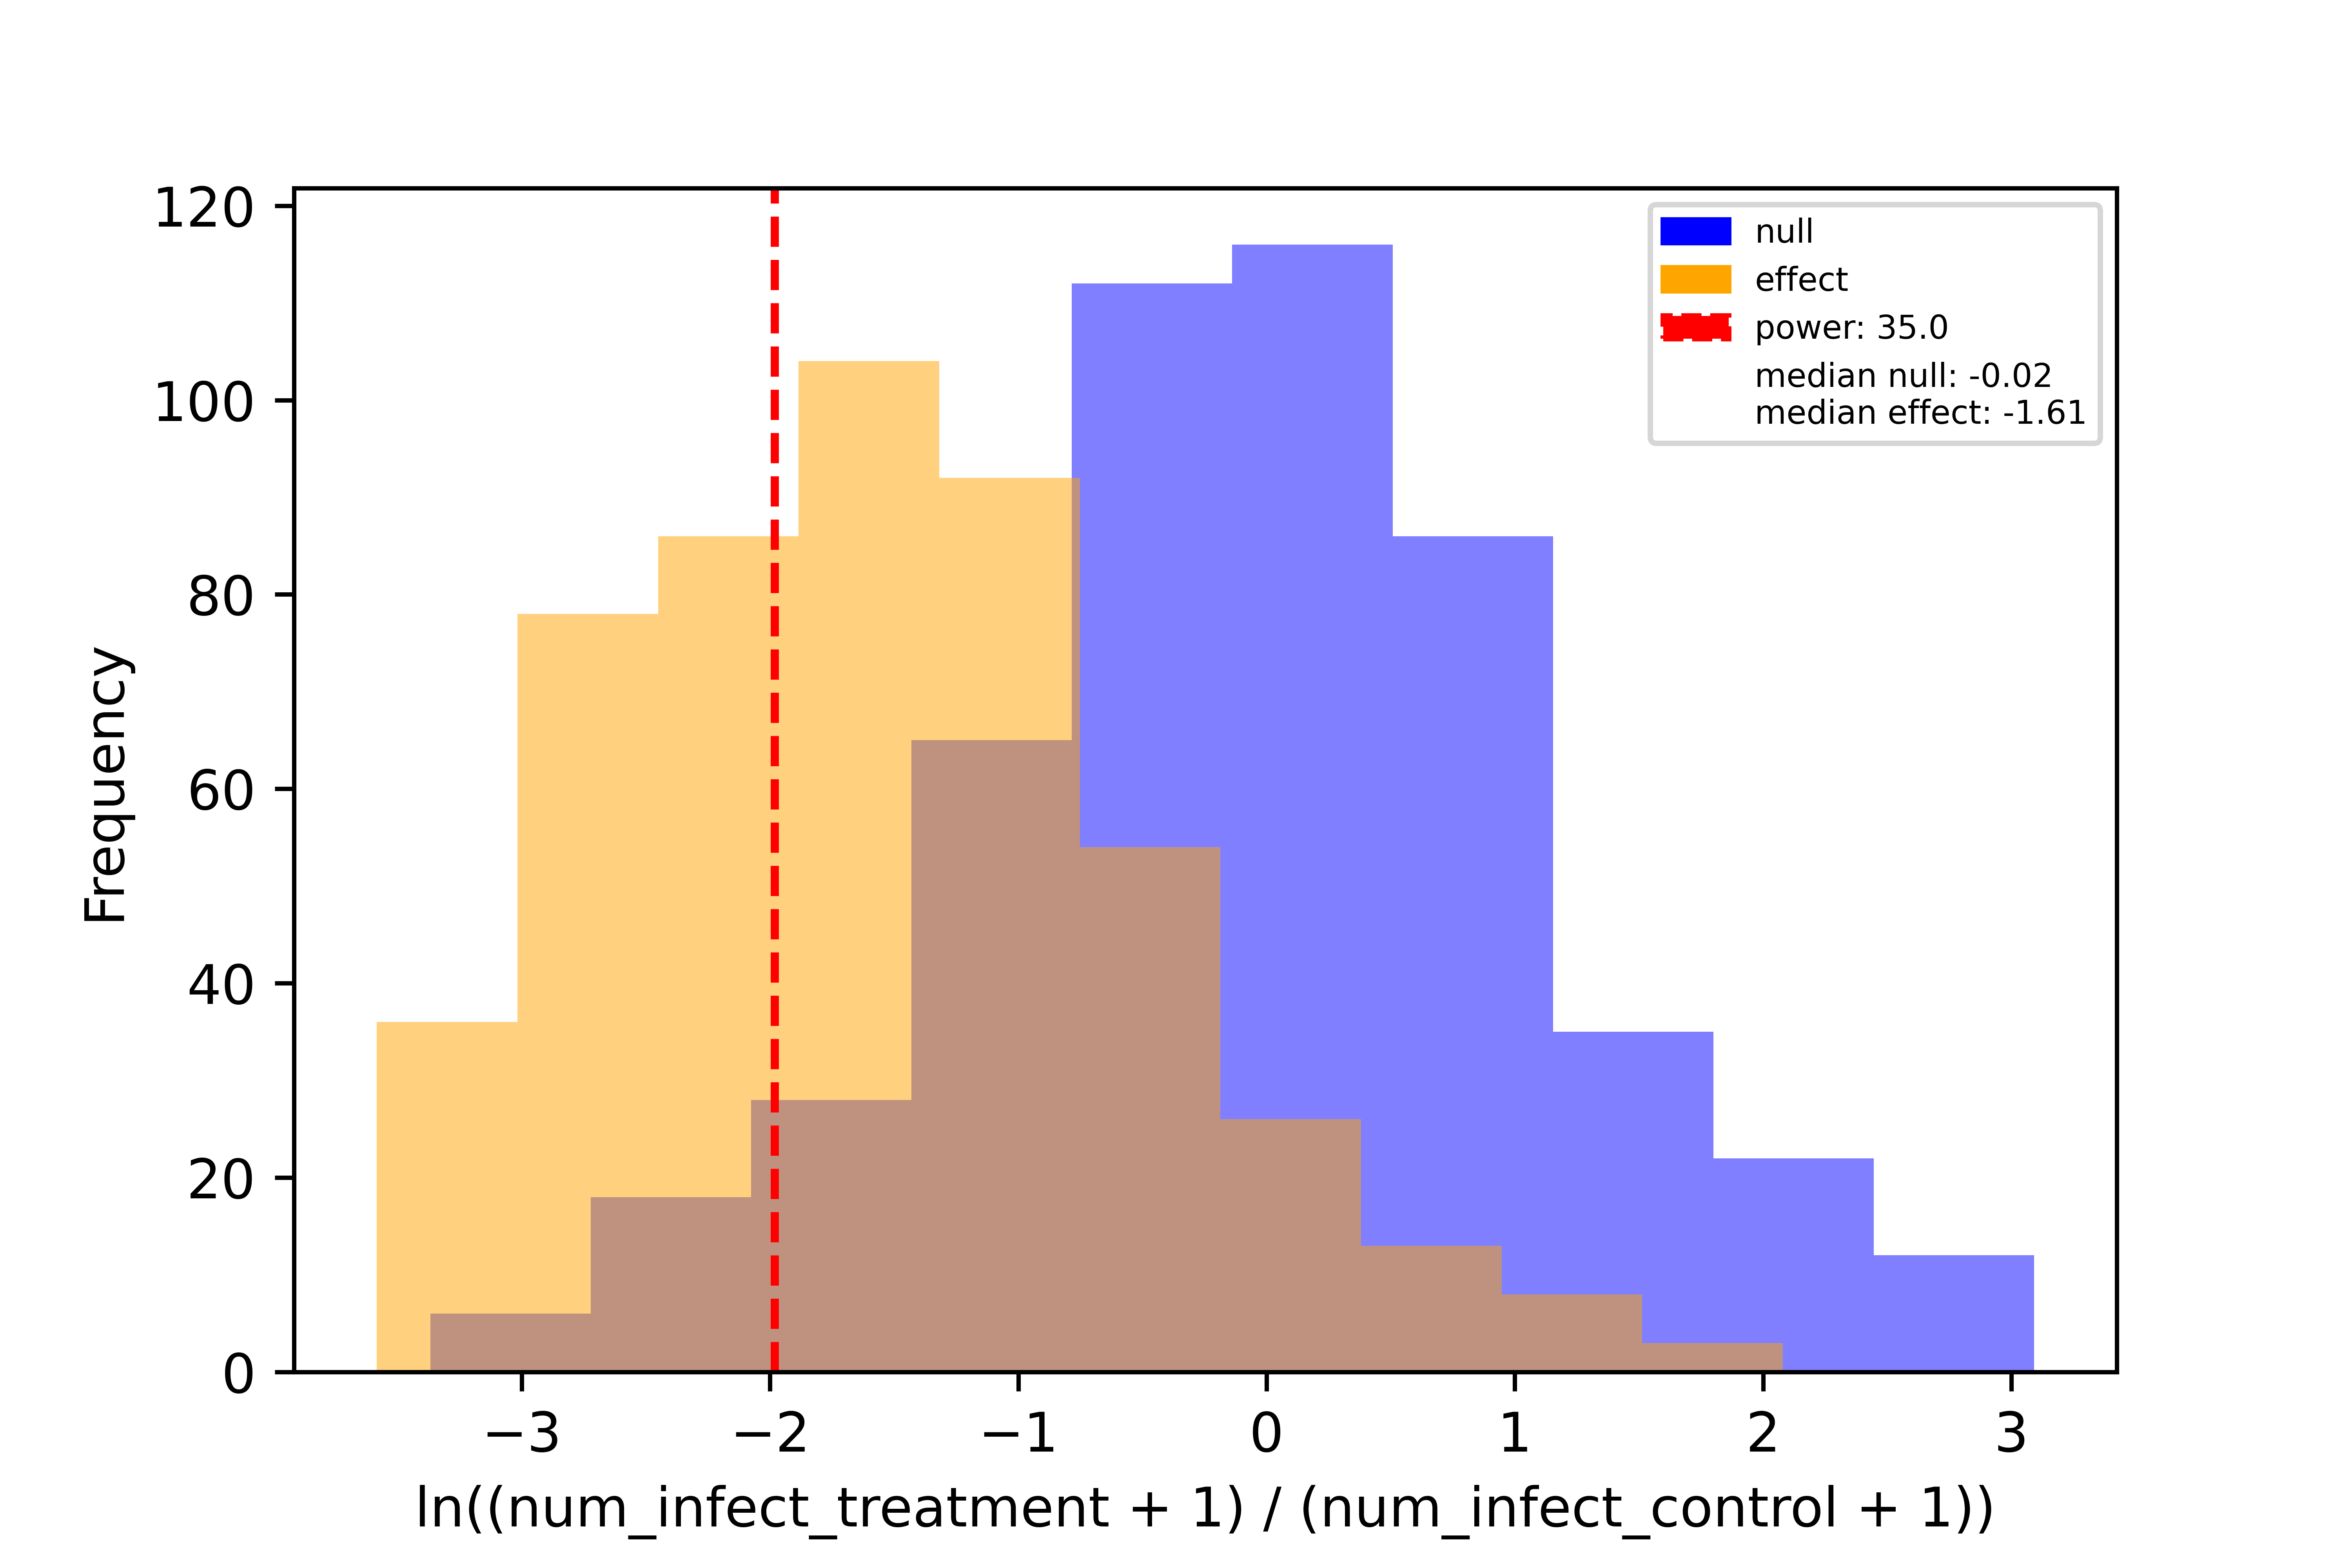 120
100
80
60
40
20
0
Frequency
null
effect
power: 35.0
median null: -0.02
median effect: -1.61
−3 −2 −1 0 1 2 3
ln((num_infect_treatment + 1) / (num_infect_control + 1))